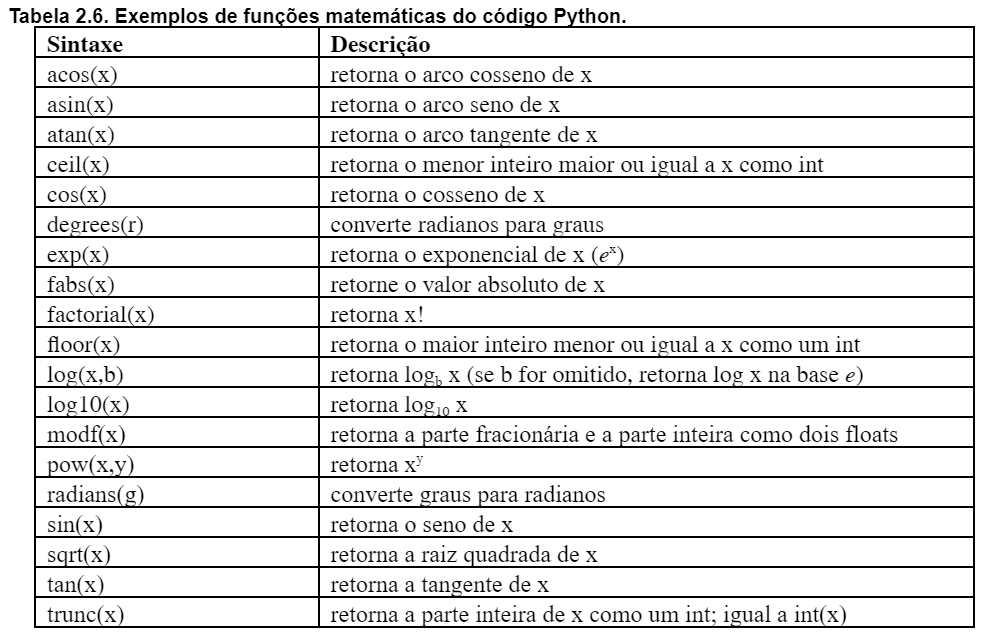 Tabela 2.6. Exemplos de funções matemáticas do código Python.
Sintaxe Descrição
acos(x) retorna o arco cosseno de x
asin(x) retorna o arco seno de x
atan(x) retorna o arco tangente de x
ceil(x) retorna o menor inteiro maior ou igual a x como int
cos(x) retorna o cosseno de x
degrees(r) converte radianos para graus
exp(x) retorna o exponencial de x (eˣ)
fabs(x) retorne o valor absoluto de x
factorial(x) retorna x!
floor(x) retorna o maior inteiro menor ou igual a x como um int
log(x,b) retorna log_b x (se b for omitido, retorna log x na base e)
log10(x) retorna log₁₀ x
modf(x) retorna a parte fracionária e a parte inteira como dois floats
pow(x,y) retorna xʸ
radians(g) converte graus para radianos
sin(x) retorna o seno de x
sqrt(x) retorna a raiz quadrada de x
tan(x) retorna a tangente de x
trunc(x) retorna a parte inteira de x como um int; igual a int(x)